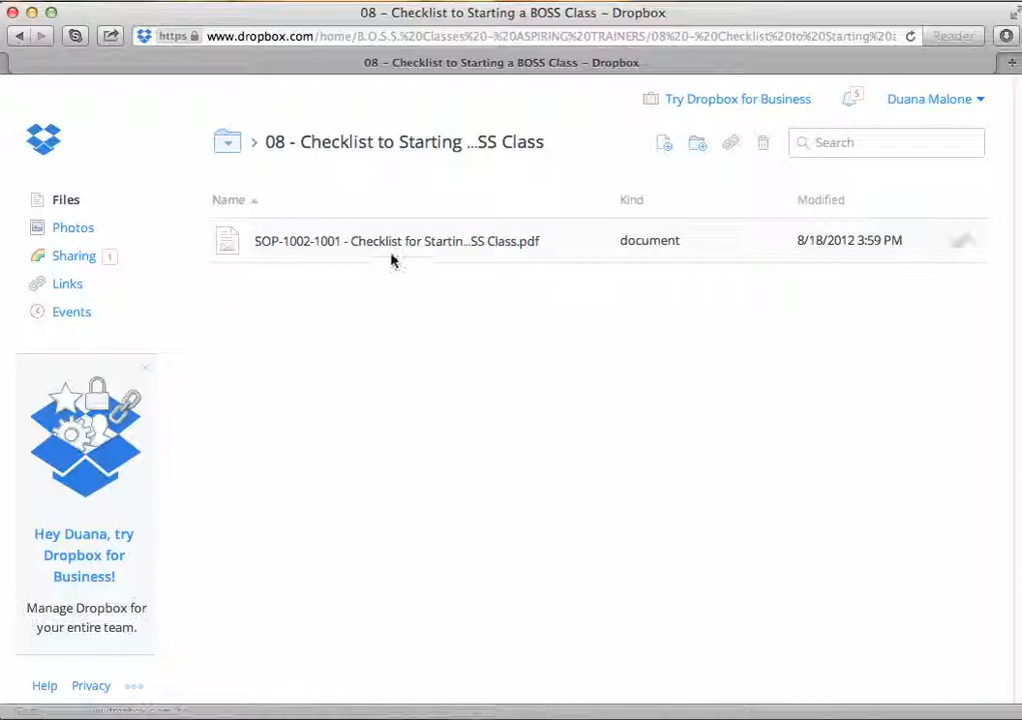 08 – Checklist to Starting a BOSS Class – Dropbox
https www.dropbox.com/home/B.O.S.S.%20Classes%20-%20ASPIRING%20TRAINERS/08%20-%20Checklist%20to%20Starting%20a
Reader
08 – Checklist to Starting a BOSS Class – Dropbox
Try Dropbox for Business
5
Duana Malone
> 08 - Checklist to Starting ...SS Class
Search
Files
Photos
Sharing 1
Links
Events
Name
Kind
Modified
SOP-1002-1001 - Checklist for Startin...SS Class.pdf
document
8/18/2012 3:59 PM
Hey Duana, try
Dropbox for
Business!
Manage Dropbox for
your entire team.
Help
Privacy